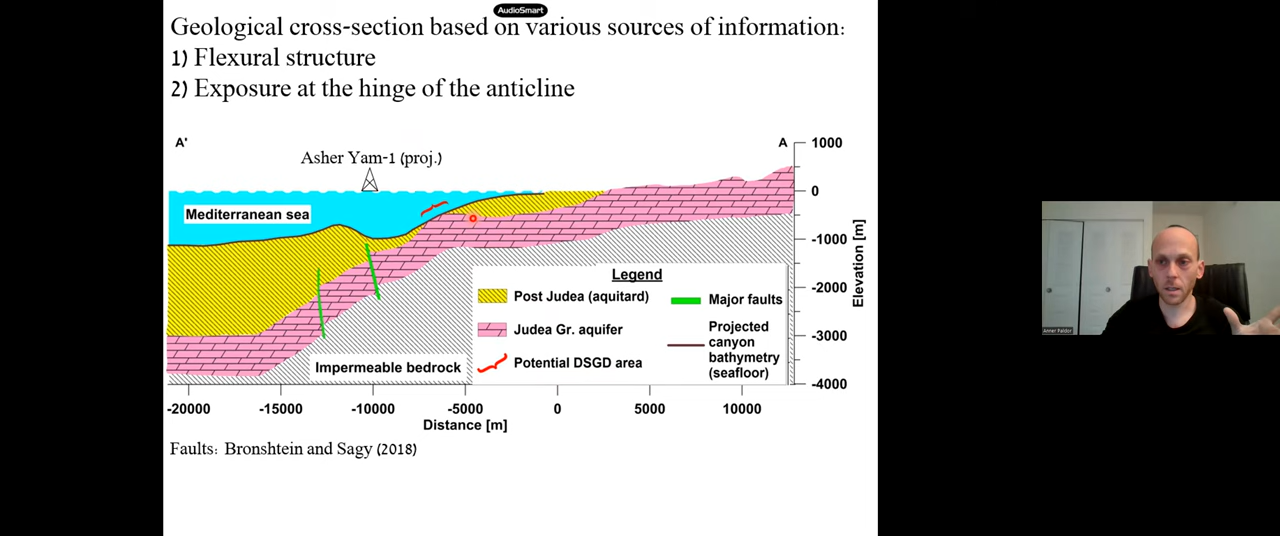 AudioSmart
Geological cross-section based on various sources of information:
1) Flexural structure
2) Exposure at the hinge of the anticline
A'
A
1000
Asher Yam-1 (proj.)
0
Mediterranean sea
-1000
Elevation [m]
Legend
-2000
Post Judea (aquitard)
Major faults
Judea Gr. aquifer
Projected
canyon
bathymetry
(seafloor)
-3000
Potential DSGD area
Impermeable bedrock
-4000
-20000 -15000 -10000 -5000 0 5000 10000
Distance [m]
Faults: Bronshtein and Sagy (2018)